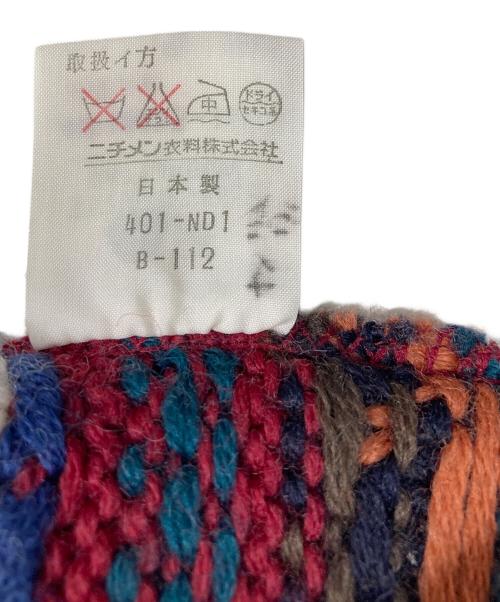 取扱イ方
中 ドライ セキユ系
ニチメン衣料株式会社
日本製
401-ND1
B-112